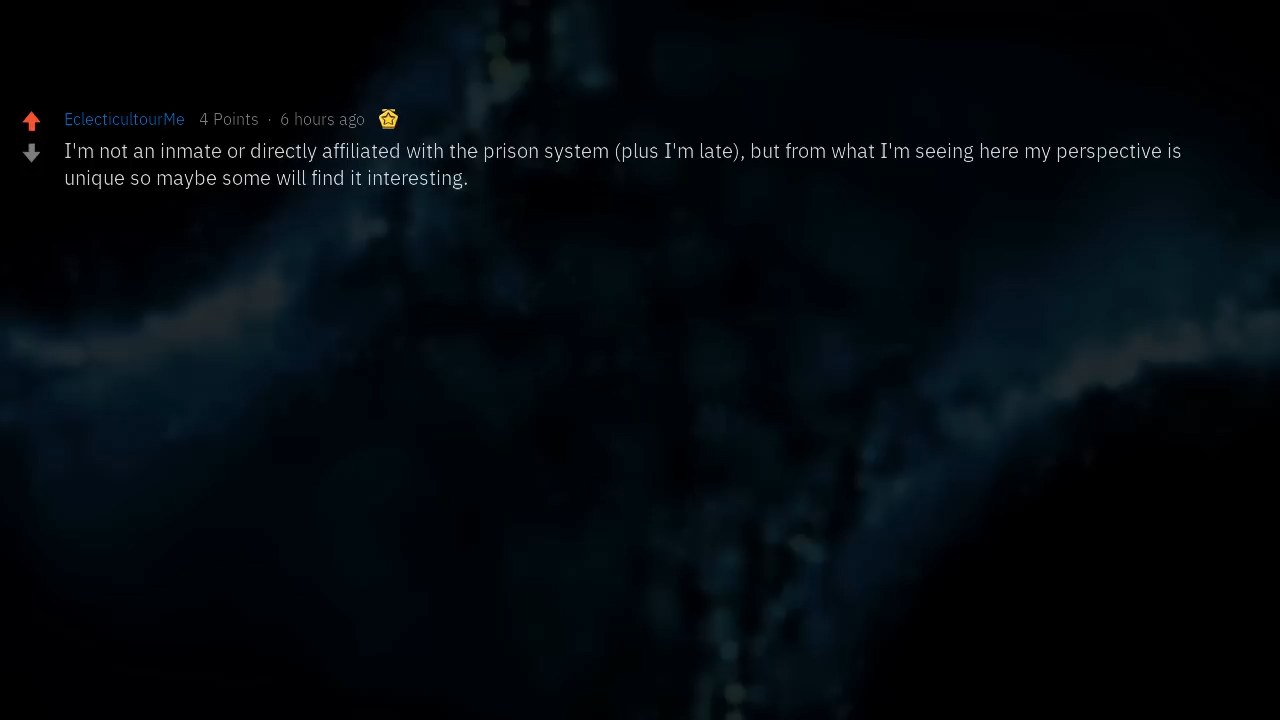 EclecticultourMe 4 Points · 6 hours ago
I'm not an inmate or directly affiliated with the prison system (plus I'm late), but from what I'm seeing here my perspective is
unique so maybe some will find it interesting.